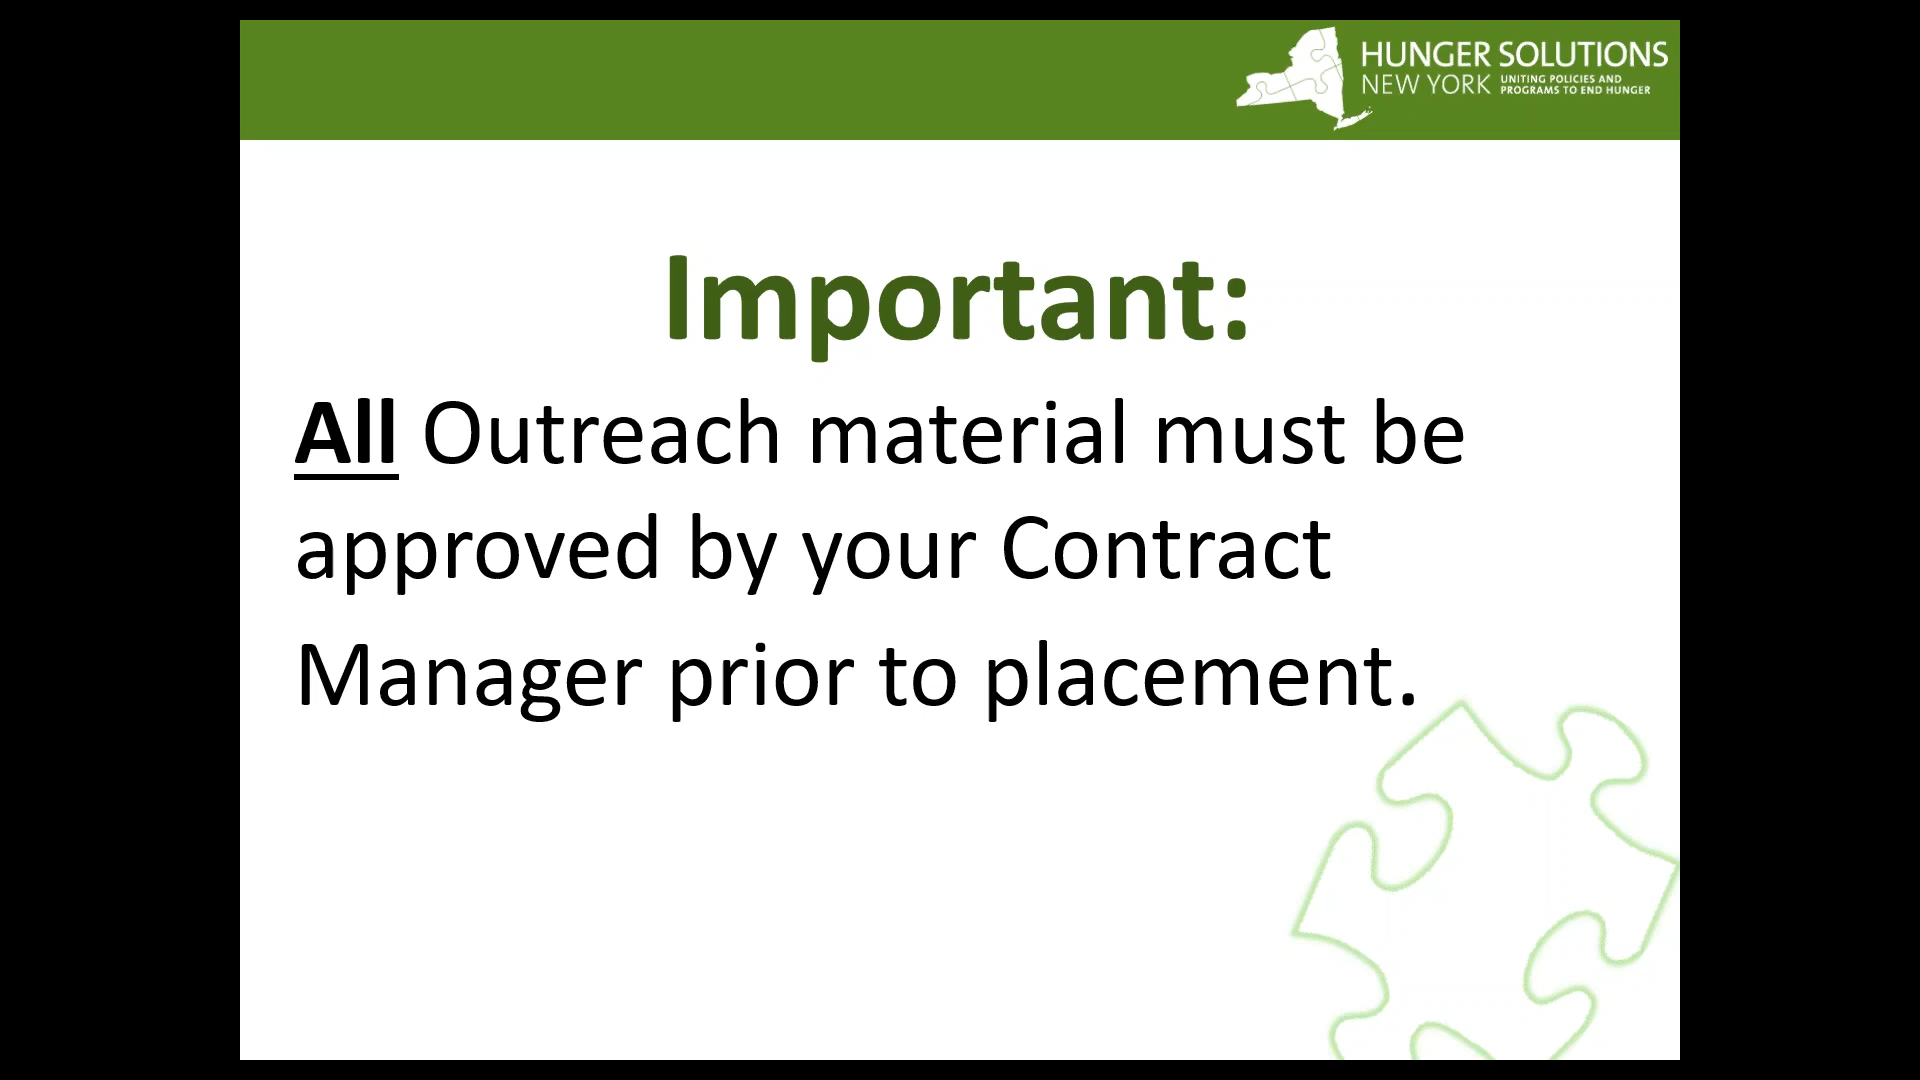 HUNGER SOLUTIONS
NEW YORK UNITING POLICIES AND
PROGRAMS TO END HUNGER
Important:
All Outreach material must be
approved by your Contract
Manager prior to placement.